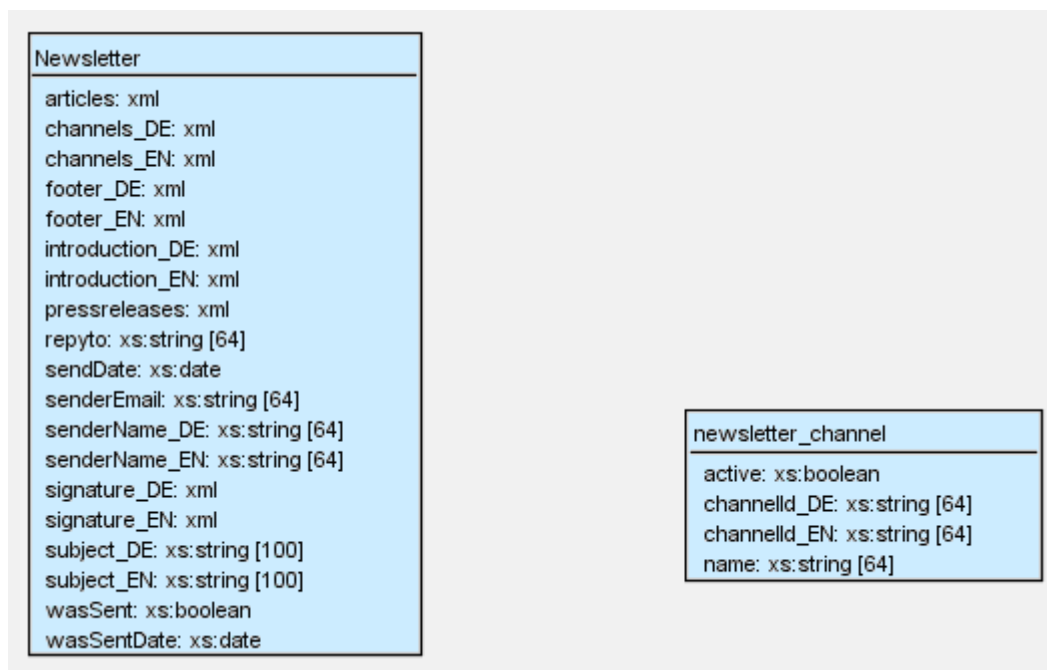 Newsletter
articles: xml
channels_DE: xml
channels_EN: xml
footer_DE: xml
footer_EN: xml
introduction_DE: xml
introduction_EN: xml
pressreleases: xml
repyto: xs:string [64]
sendDate: xs:date
senderEmail: xs:string [64]
senderName_DE: xs:string [64]
senderName_EN: xs:string [64]
signature_DE: xml
signature_EN: xml
subject_DE: xs:string [100]
subject_EN: xs:string [100]
wasSent: xs:boolean
wasSentDate: xs:date
newsletter_channel
active: xs:boolean
channelId_DE: xs:string [64]
channelId_EN: xs:string [64]
name: xs:string [64]